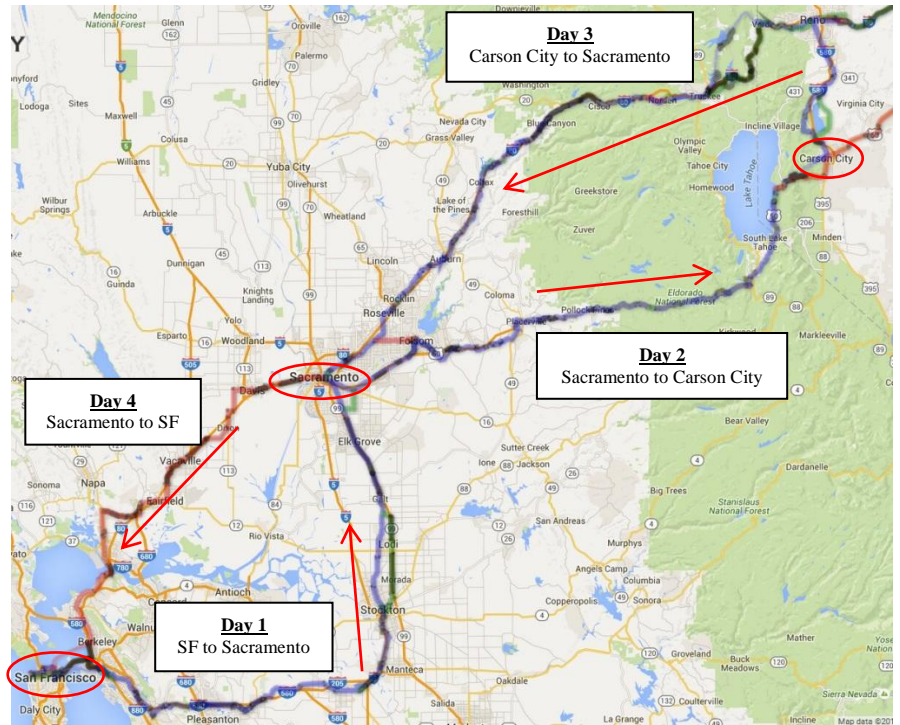 Mendocino
National Forest
Glenn
Oroville
Downieville
Reno
Day 3
Carson City to Sacramento
Palermo
Lodoga
Sites
Maxwell
Colusa
Gridley
Nevada City
Washington
Blue Canyon
Cisco
Norden
Truckee
Virginia City
Incline Village
Carson City
Williams
Live Oak
Grass Valley
Olympic
Valley
Tahoe City
Homewood
Lake Tahoe
Yuba City
Olivehurst
Colfax
Lake of
the Pines
Greekstore
Wilbur
Springs
Arbuckle
Wheatland
Foresthill
Zuver
South Lake
Tahoe
Minden
Dunnigan
Lincoln
Auburn
Guinda
Knights
Landing
Rocklin
Roseville
Coloma
Eldorado
National Forest
Pollock Pines
Placerville
Kirkwood
Markleeville
Esparto
Yolo
Woodland
Folsom
Day 2
Sacramento to Carson City
Sacramento
Davis
Day 4
Sacramento to SF
Dixon
Elk Grove
Bear Valley
Vacaville
Sutter Creek
Ione
Jackson
Dardanelle
Sonoma
Napa
Fairfield
Galt
Rio Vista
Lodi
Big Trees
Stanislaus
National Forest
San Andreas
Murphys
Morada
Angels Camp
Columbia
Antioch
Concord
Copperopolis
Sonora
Stockton
Day 1
SF to Sacramento
Berkeley
San Francisco
Manteca
Groveland
Mather
Buck
Meadows
Oakdale
Daly City
Pleasanton
Salida
Coulterville
Sierra Nevada
La Grange
Map data ©201